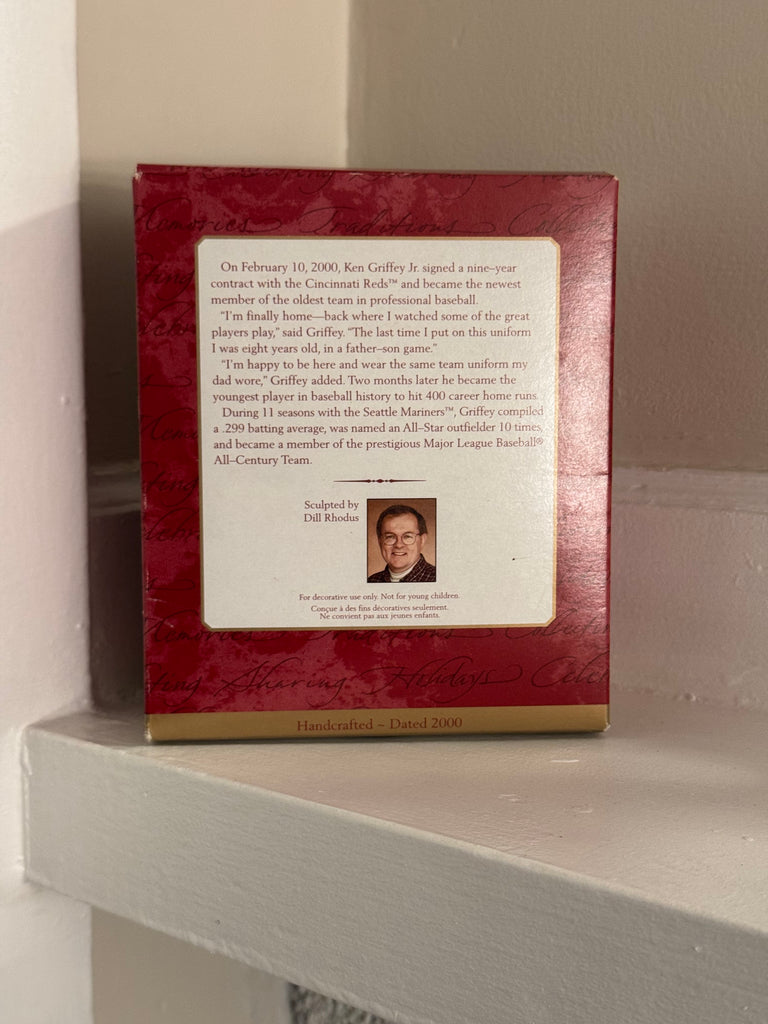 Memories Traditions
On February 10, 2000, Ken Griffey Jr. signed a nine–year
contract with the Cincinnati Reds™ and became the newest
member of the oldest team in professional baseball.
"I'm finally home—back where I watched some of the great
players play," said Griffey. "The last time I put on this uniform
I was eight years old, in a father–son game."
"I'm happy to be here and wear the same team uniform my
dad wore," Griffey added. Two months later he became the
youngest player in baseball history to hit 400 career home runs.
During 11 seasons with the Seattle Mariners™, Griffey compiled
a .299 batting average, was named an All–Star outfielder 10 times,
and became a member of the prestigious Major League Baseball®
All–Century Team.
Sculpted by
Dill Rhodus
For decorative use only. Not for young children.
Conçue à des fins décoratives seulement.
Ne convient pas aux jeunes enfants.
Memories Traditions
Sharing Holidays
Handcrafted ~ Dated 2000